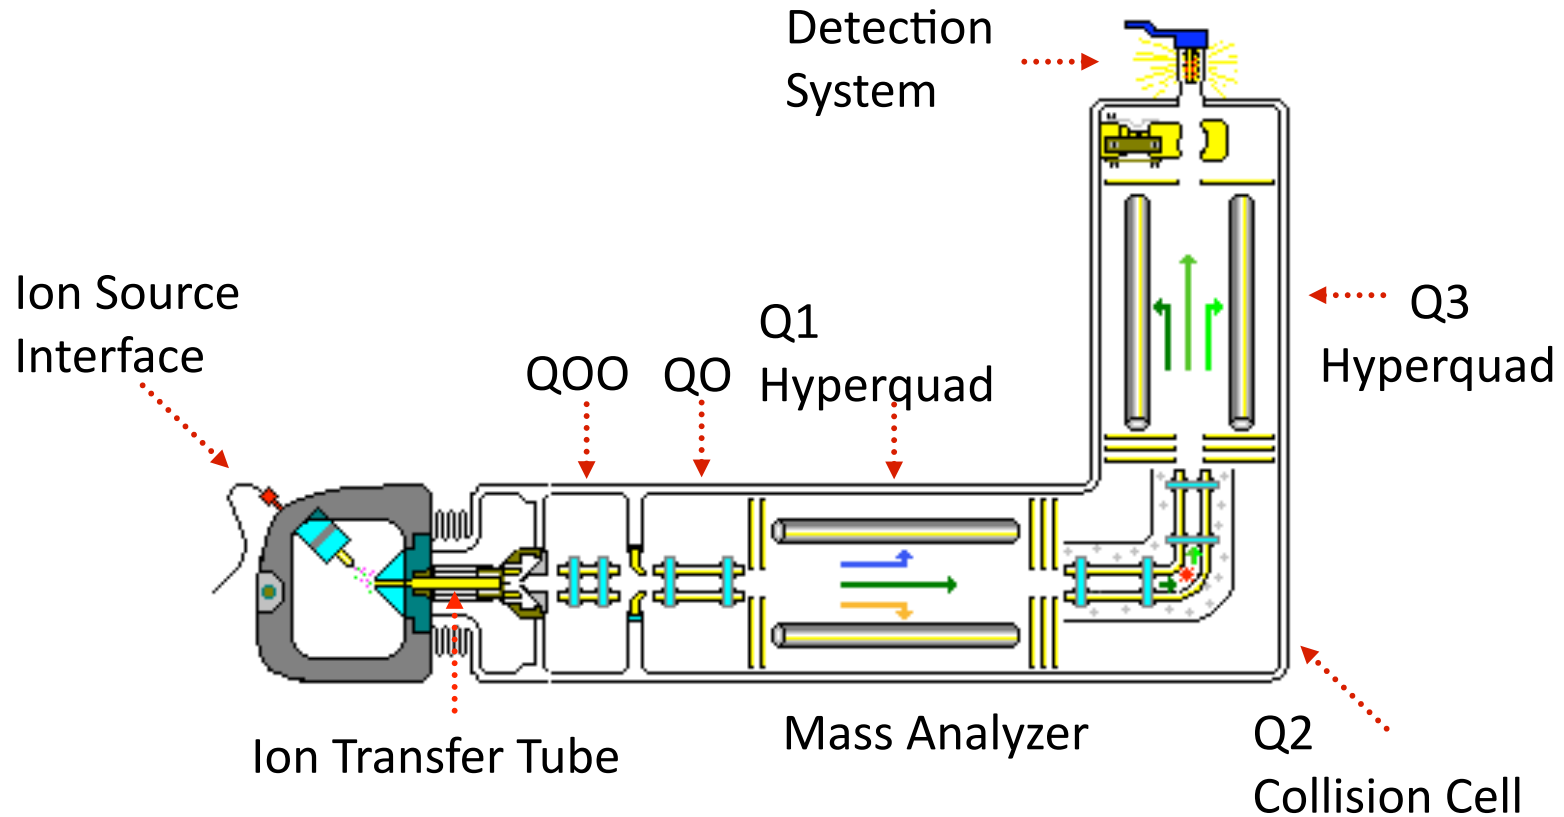 Detection
System
Ion Source
Interface
QOO
QO
Q1
Hyperquad
Q3
Hyperquad
Ion Transfer Tube
Mass Analyzer
Q2
Collision Cell